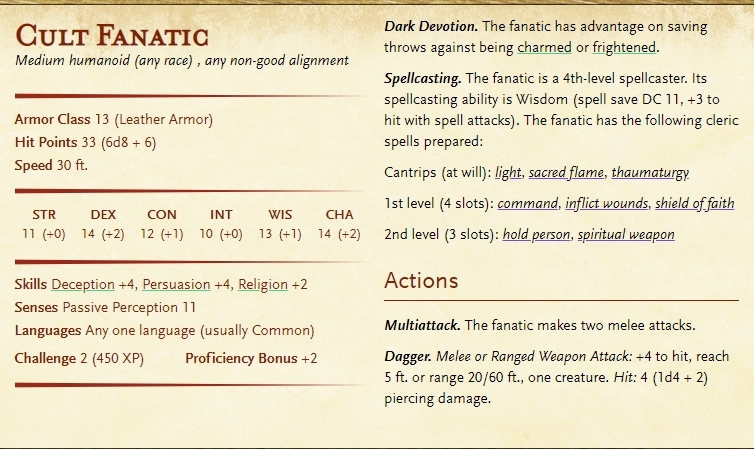 Cult Fanatic
Medium humanoid (any race) , any non-good alignment
Armor Class 13 (Leather Armor)
Hit Points 33 (6d8 + 6)
Speed 30 ft.
STR DEX CON INT WIS CHA
11 (+0) 14 (+2) 12 (+1) 10 (+0) 13 (+1) 14 (+2)
Skills Deception +4, Persuasion +4, Religion +2
Senses Passive Perception 11
Languages Any one language (usually Common)
Challenge 2 (450 XP) Proficiency Bonus +2
Dark Devotion. The fanatic has advantage on saving
throws against being charmed or frightened.
Spellcasting. The fanatic is a 4th-level spellcaster. Its
spellcasting ability is Wisdom (spell save DC 11, +3 to
hit with spell attacks). The fanatic has the following cleric
spells prepared:
Cantrips (at will): light, sacred flame, thaumaturgy
1st level (4 slots): command, inflict wounds, shield of faith
2nd level (3 slots): hold person, spiritual weapon
Actions
Multiattack. The fanatic makes two melee attacks.
Dagger. Melee or Ranged Weapon Attack: +4 to hit, reach
5 ft. or range 20/60 ft., one creature. Hit: 4 (1d4 + 2)
piercing damage.